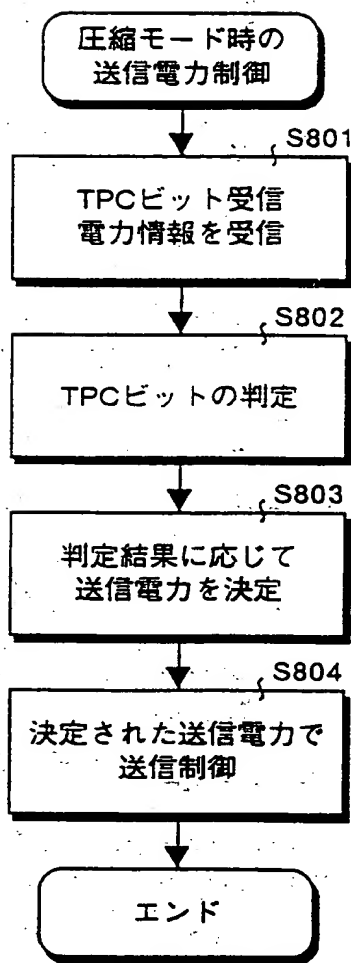 圧縮モード時の
送信電力制御
S801
TPCビット受信
電力情報を受信
S802
TPCビットの判定
S803
判定結果に応じて
送信電力を決定
S804
決定された送信電力で
送信制御
エンド